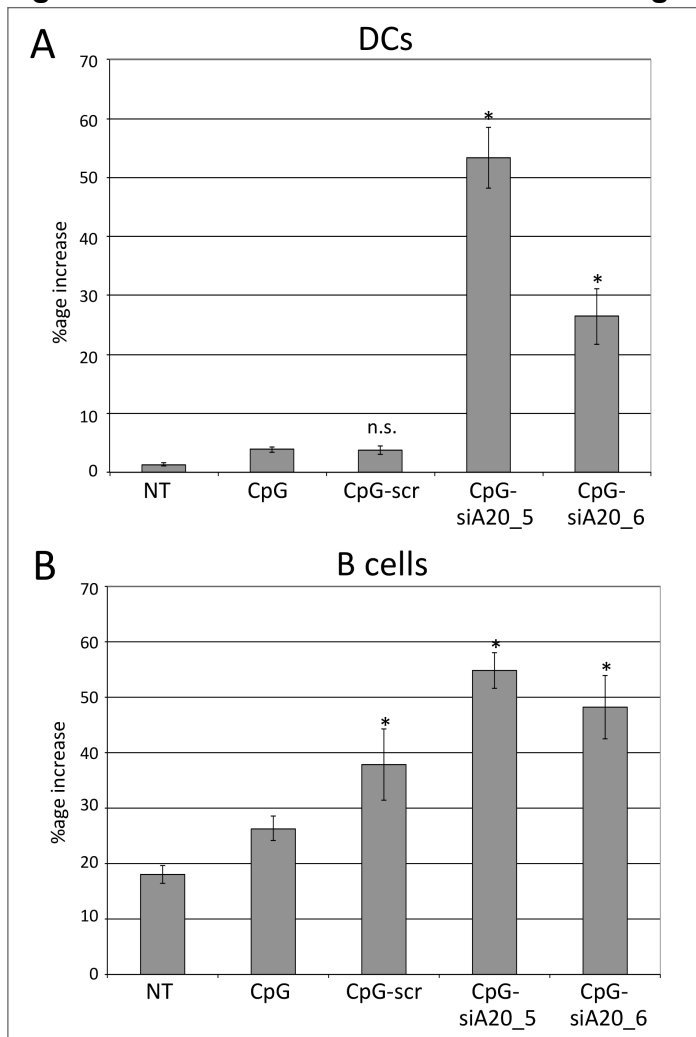 A
DCs
70
60
50
40
30
20
10
0
%age increase
*
*
n.s.
NT
CpG
CpG-scr
CpG-
siA20_5
CpG-
siA20_6
B
B cells
70
60
50
40
30
20
10
0
%age increase
*
*
*
NT
CpG
CpG-scr
CpG-
siA20_5
CpG-
siA20_6